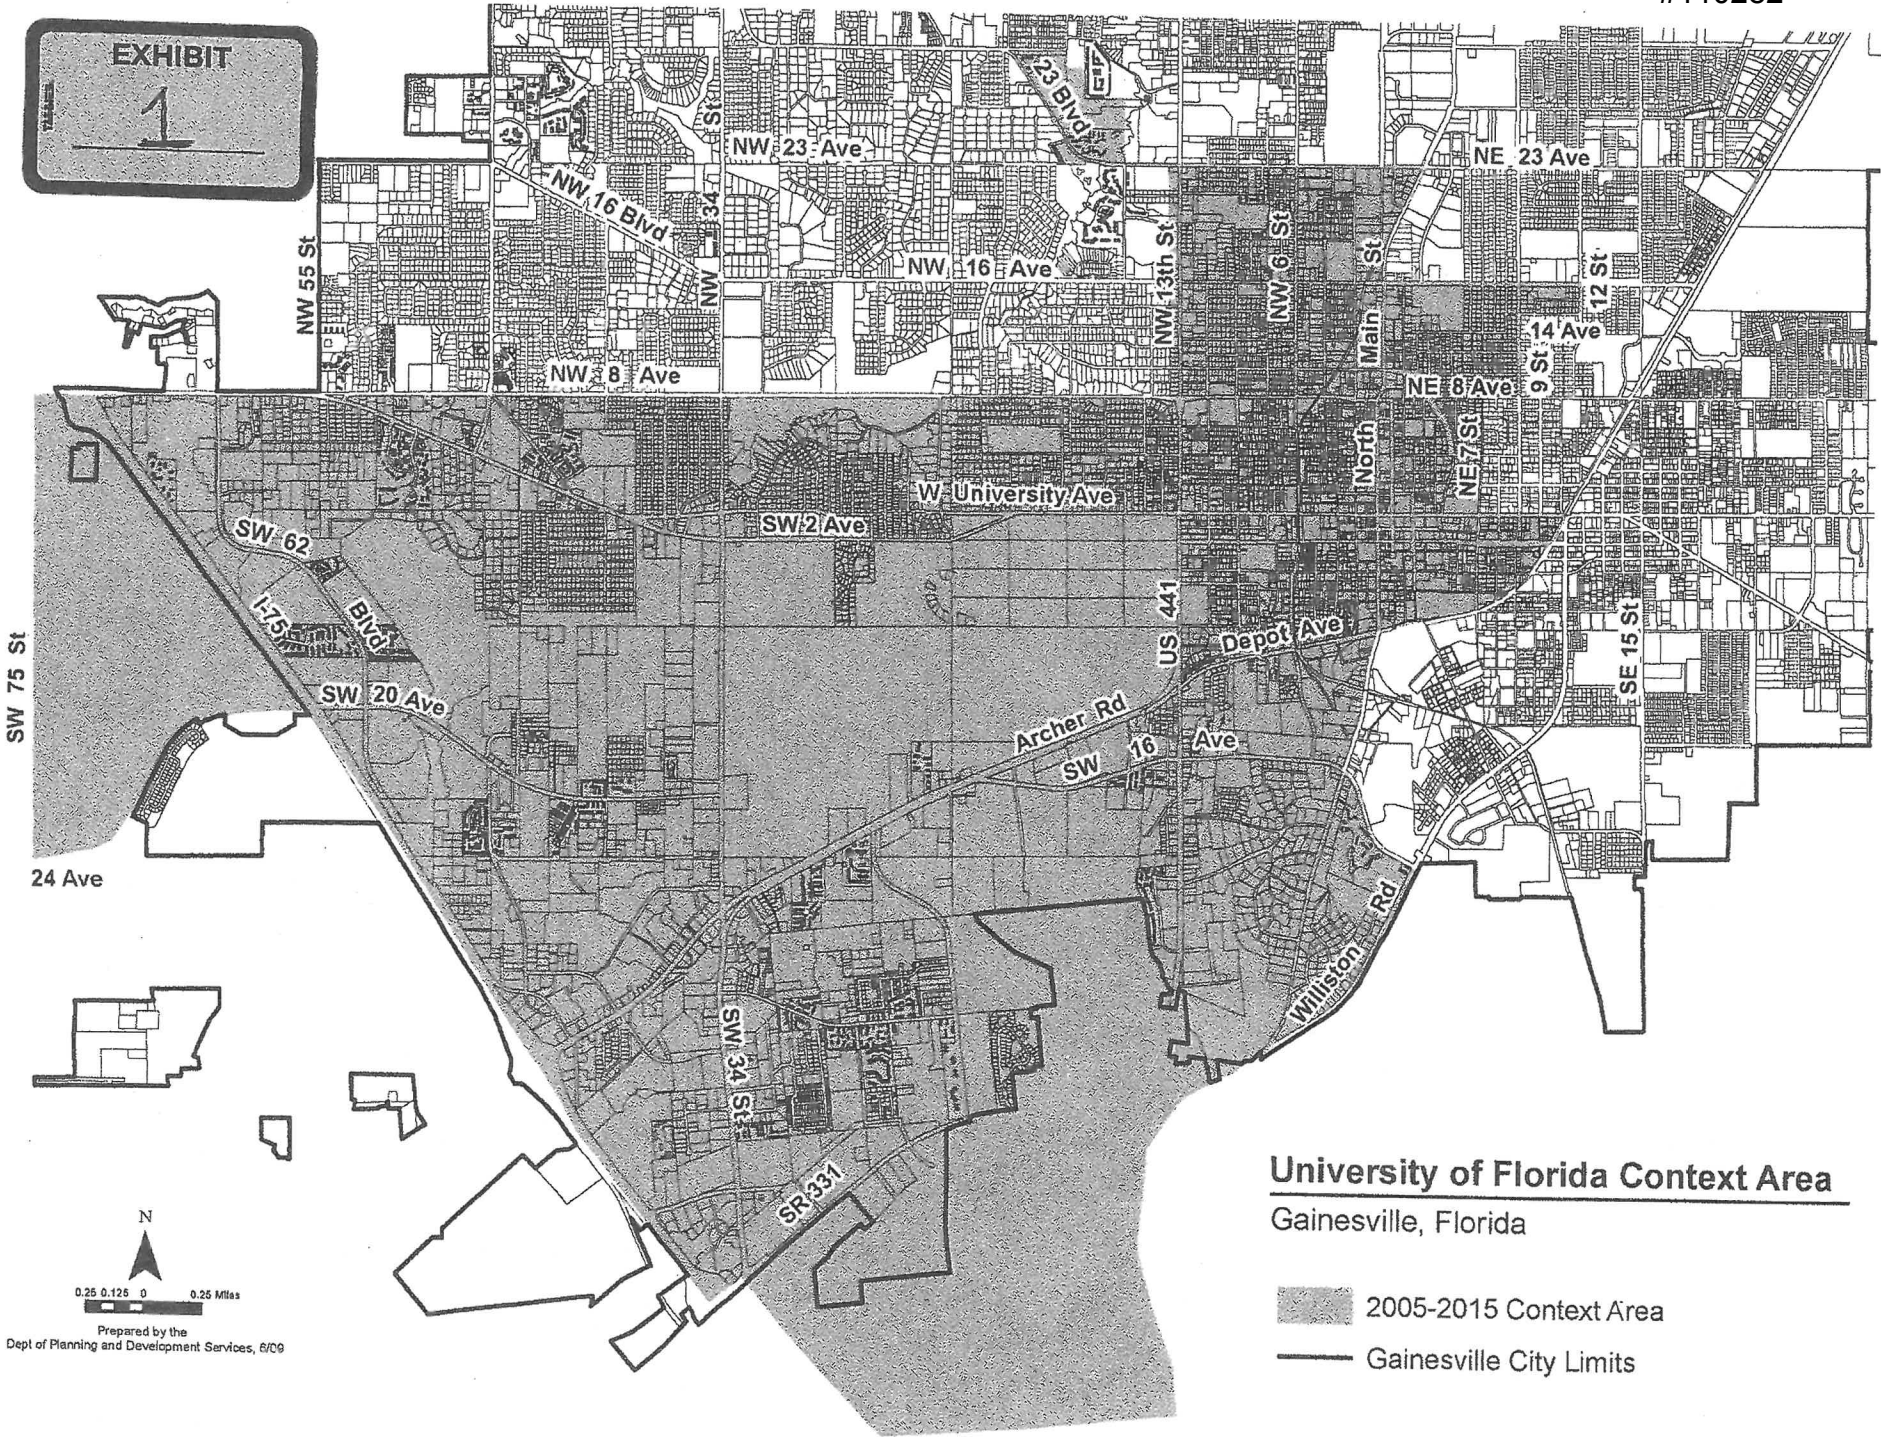 EXHIBIT
1
23 Blvd
St
NW 23 Ave
NE 23 Ave
NW 16 Blvd
NW 34
NW 55 St
NW 16 Ave
NW 13th St
NW 6 St
Main St
12 St
14 Ave
9 St
NW 8 Ave
NE 8 Ave
North
NE 7 St
W University Ave
SW 2 Ave
SW 62
Blvd
I-75
US 441
Depot Ave
SE 15 St
SW 75 St
SW 20 Ave
Archer Rd
SW 16 Ave
24 Ave
Williston Rd
SW 34 St
SR 331
University of Florida Context Area
Gainesville, Florida
2005-2015 Context Area
Gainesville City Limits
N
0.25 0.125 0 0.25 Miles
Prepared by the
Dept of Planning and Development Services, 6/09